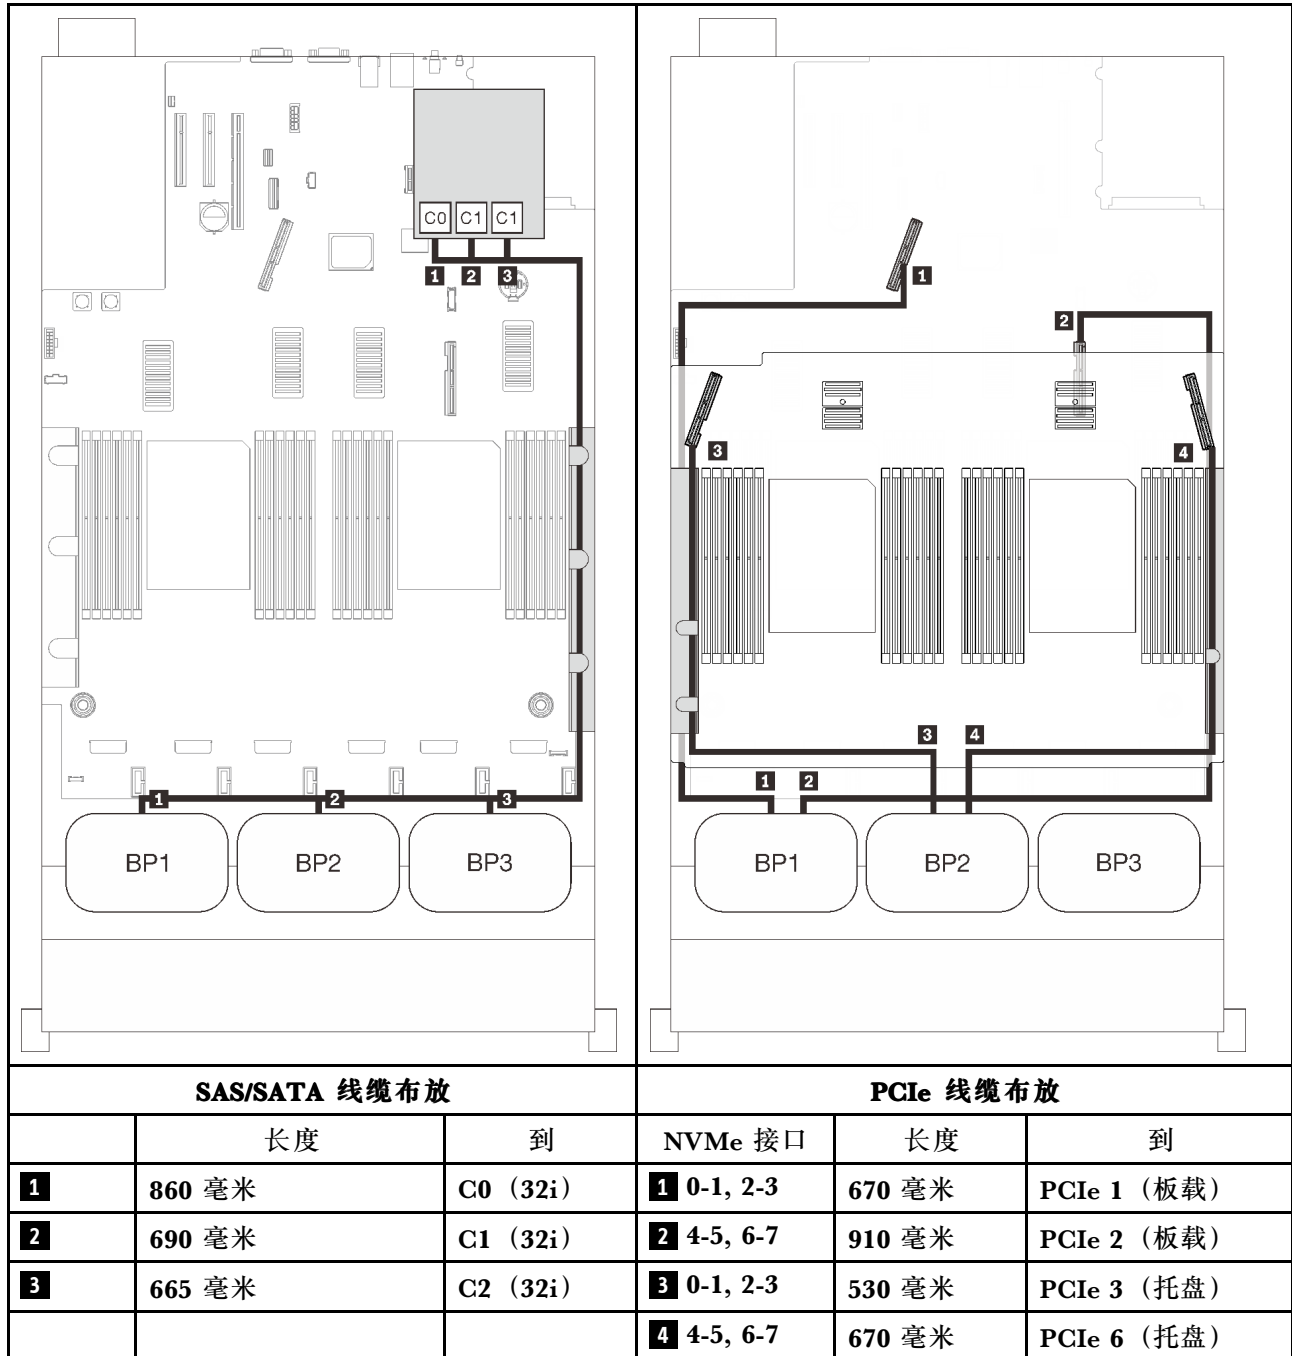 C0 C1 C1
1 2 3
1 2 3
BP1 BP2 BP3
1
2
3 4
3 4
1 2
BP1 BP2 BP3
SAS/SATA 线缆布放 PCIe 线缆布放
长度 到 NVMe 接口 长度 到
1 860 毫米 C0（32i） 1 0-1, 2-3 670 毫米 PCIe 1（板载）
2 690 毫米 C1（32i） 2 4-5, 6-7 910 毫米 PCIe 2（板载）
3 665 毫米 C2（32i） 3 0-1, 2-3 530 毫米 PCIe 3（托盘）
4 4-5, 6-7 670 毫米 PCIe 6（托盘）